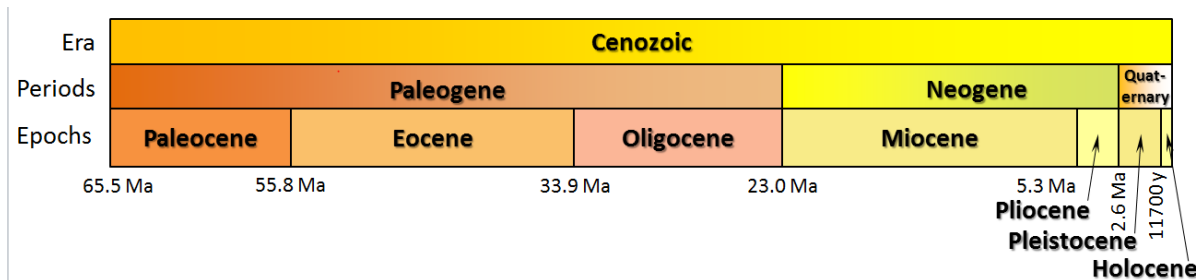 Era
Cenozoic
Periods
Paleogene
Neogene
Quat-
ernary
Epochs
Paleocene
Eocene
Oligocene
Miocene
65.5 Ma
55.8 Ma
33.9 Ma
23.0 Ma
5.3 Ma
2.6 Ma
11700 y
Pliocene
Pleistocene
Holocene